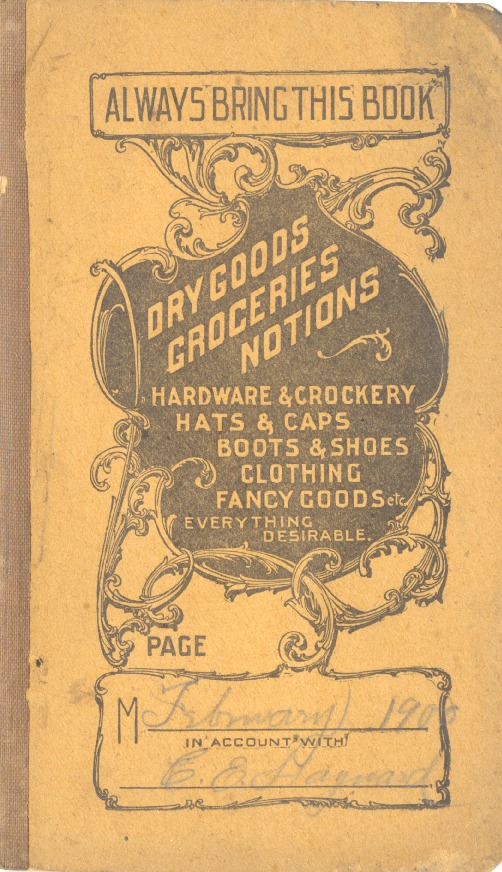 ALWAYS BRING THIS BOOK
DRY GOODS
GROCERIES
NOTIONS
HARDWARE & CROCKERY
HATS & CAPS
BOOTS & SHOES
CLOTHING
FANCY GOODS etc.
EVERYTHING
DESIRABLE.
PAGE
M February 1900
IN ACCOUNT WITH
C. E. Hayward